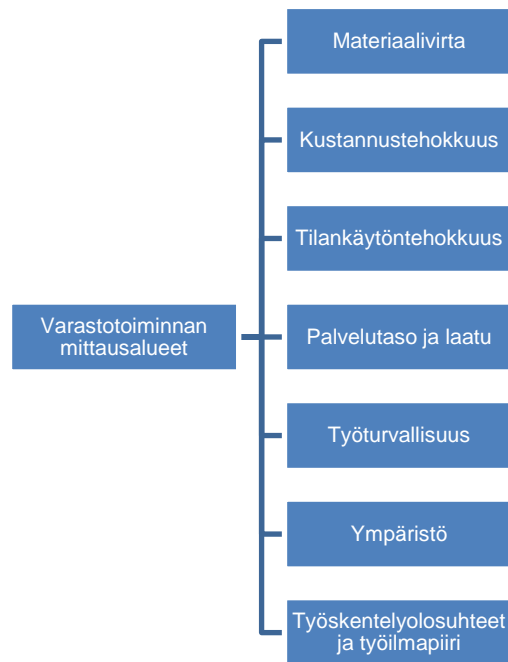 Materiaalivirta
Kustannustehokkuus
Tilankäytöntehokkuus
Varastotoiminnan
mittausalueet
Palvelutaso ja laatu
Työturvallisuus
Ympäristö
Työskentelyolosuhteet
ja työilmapiiri